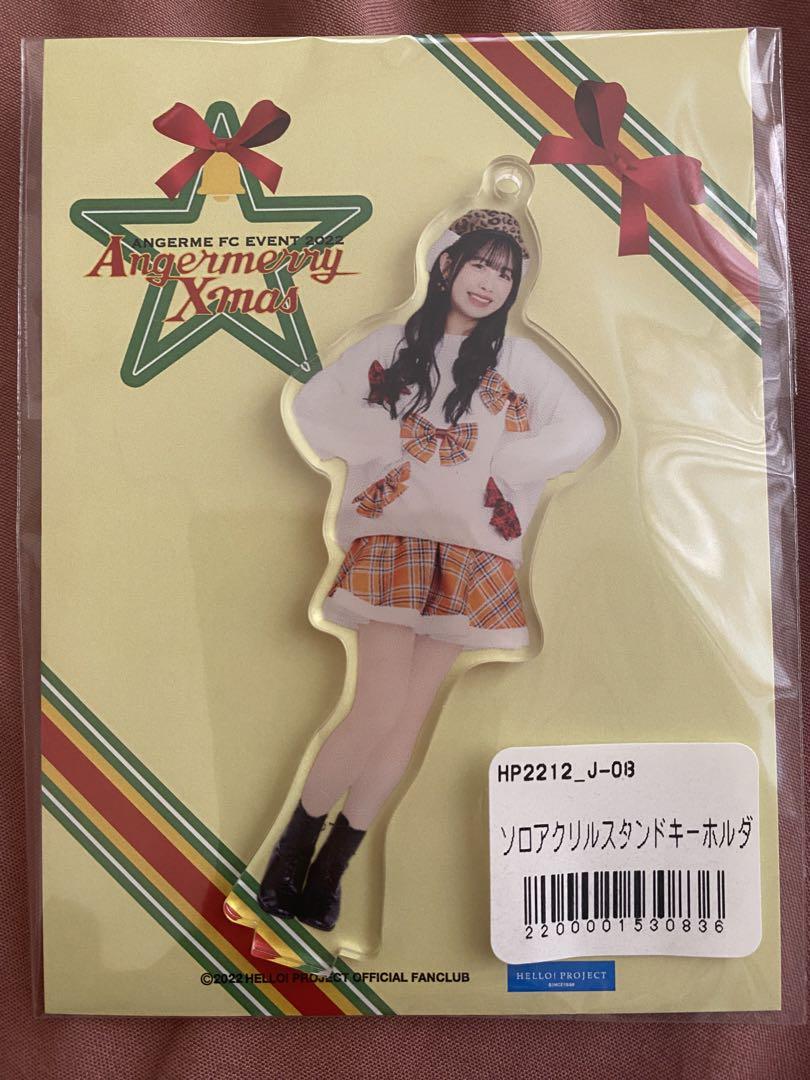 ANGERME FC EVENT 2022
Angermerry
Xmas
HP2212_J-08
ソロアクリルスタンドキーホルダ
2200001530836
©2022 HELLO! PROJECT OFFICIAL FANCLUB
HELLO! PROJECT
SINCE1998